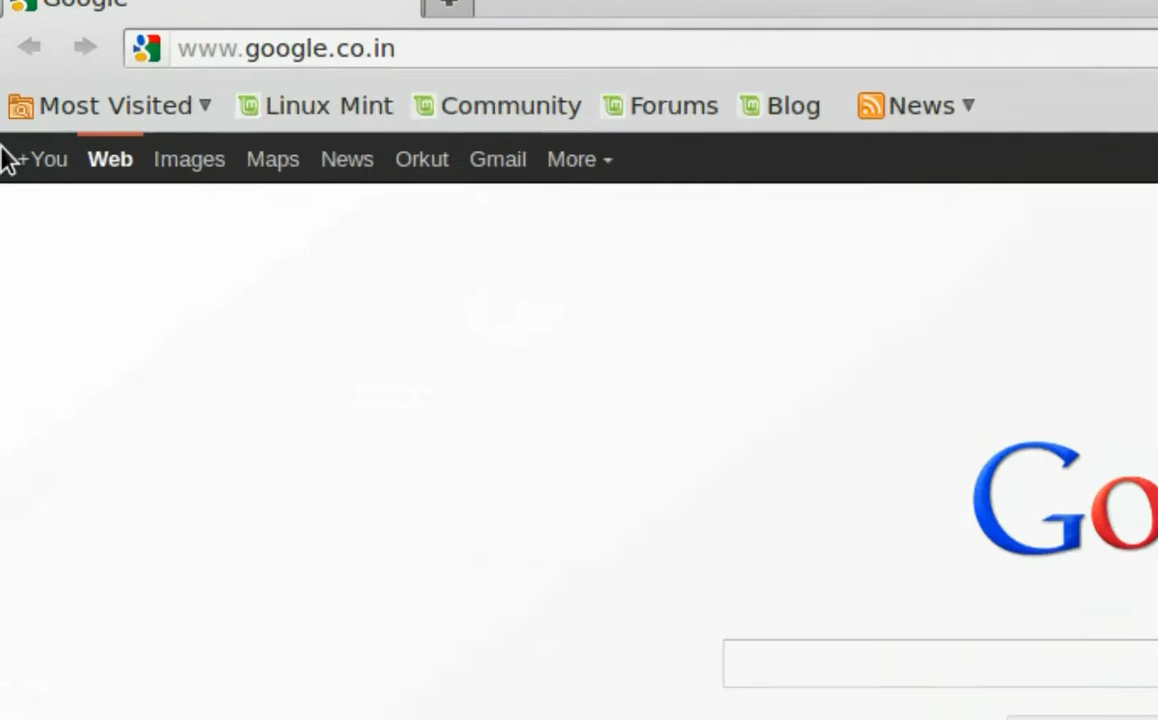 Google
www.google.co.in
Most Visited Linux Mint Community Forums Blog News
+You Web Images Maps News Orkut Gmail More
Go